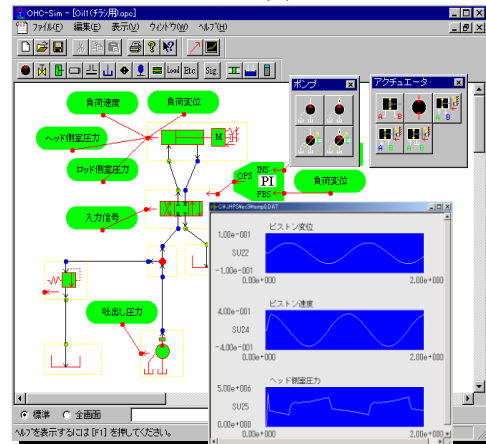 OHC-Sim - [Oil1(チラシ用).opc]
ファイル(F) 編集(E) 表示(V) ウィンドウ(W) ヘルプ(H)
Load Etc. Sig.
ポンプ
アクチュエータ
A B
A B
A B
A B
A B
負荷速度
負荷変位
ヘッド側室圧力
ロッド側室圧力
M
OPS
INS
PI
FBS
負荷変位
入力信号
吐出し圧力
ピストン変位
1.00e-001
SU22
-1.00e-001
0.00e+000
2.00e+000
ピストン速度
4.00e-001
SU24
-4.00e-001
0.00e+000
2.00e+000
ヘッド側室圧力
5.00e+006
SU25
0.00e+000
0.00e+000
2.00e+000
標準
全画面
ヘルプを表示するには [F1] を押してください。